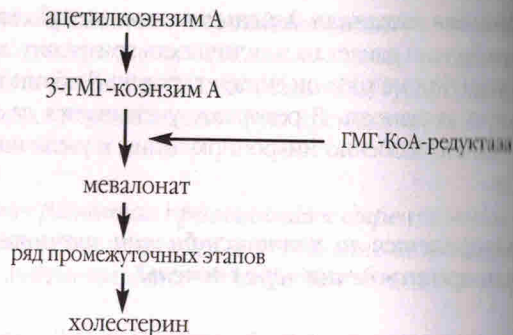 ацетилкоэнзим А
3-ГМГ-коэнзим А
ГМГ-КоА-редуктаза
мевалонат
ряд промежуточных этапов
холестерин